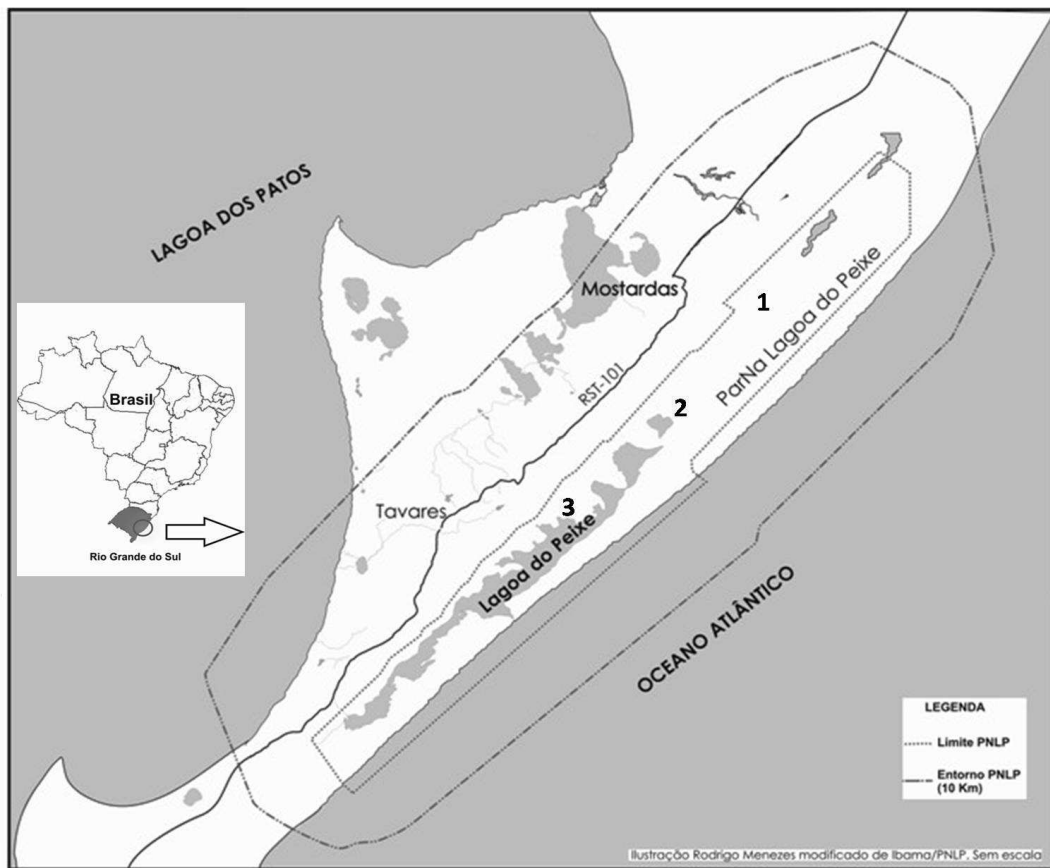 LAGOA DOS PATOS
Mostardas
1
ParNa Lagoa do Peixe
RST-101
2
Brasil
Tavares
3
Lagoa do Peixe
Rio Grande do Sul
OCEANO ATLÂNTICO
LEGENDA
Limite PNLP
Entorno PNLP
(10 Km)
Ilustração Rodrigo Menezes modificado de Ibama/PNLP. Sem escala